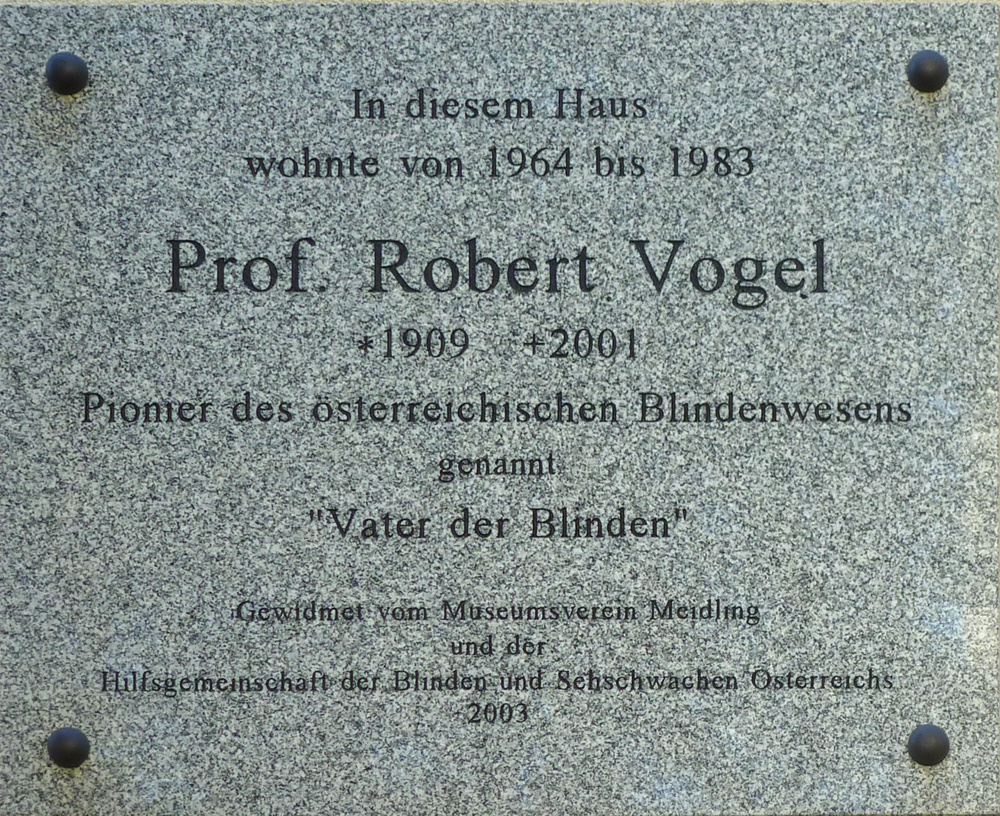 In diesem Haus
wohnte von 1964 bis 1983
Prof. Robert Vogel
*1909 +2001
Pionier des österreichischen Blindenwesens
genannt
"Vater der Blinden"
Gewidmet vom Museumsverein Meidling
und der
Hilfsgemeinschaft der Blinden und Sehschwachen Österreichs
2003